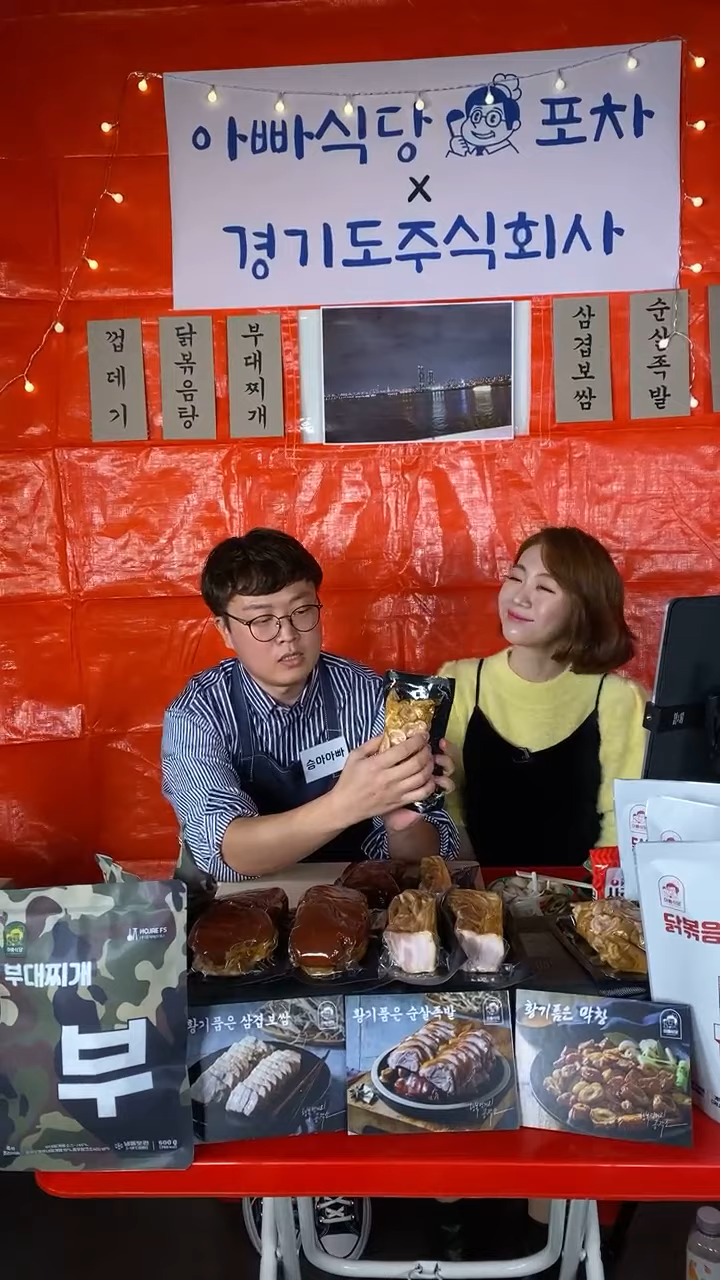 아빠식당 포차
X
경기도주식회사
껍데기
닭볶음탕
부대찌개
삼겹보쌈
순살족발
승아아빠
HOJRE FS
부대찌개
부
600 g
황기품은 삼겹보쌈
황기품은 순살족발
황기품은 막창
닭볶음